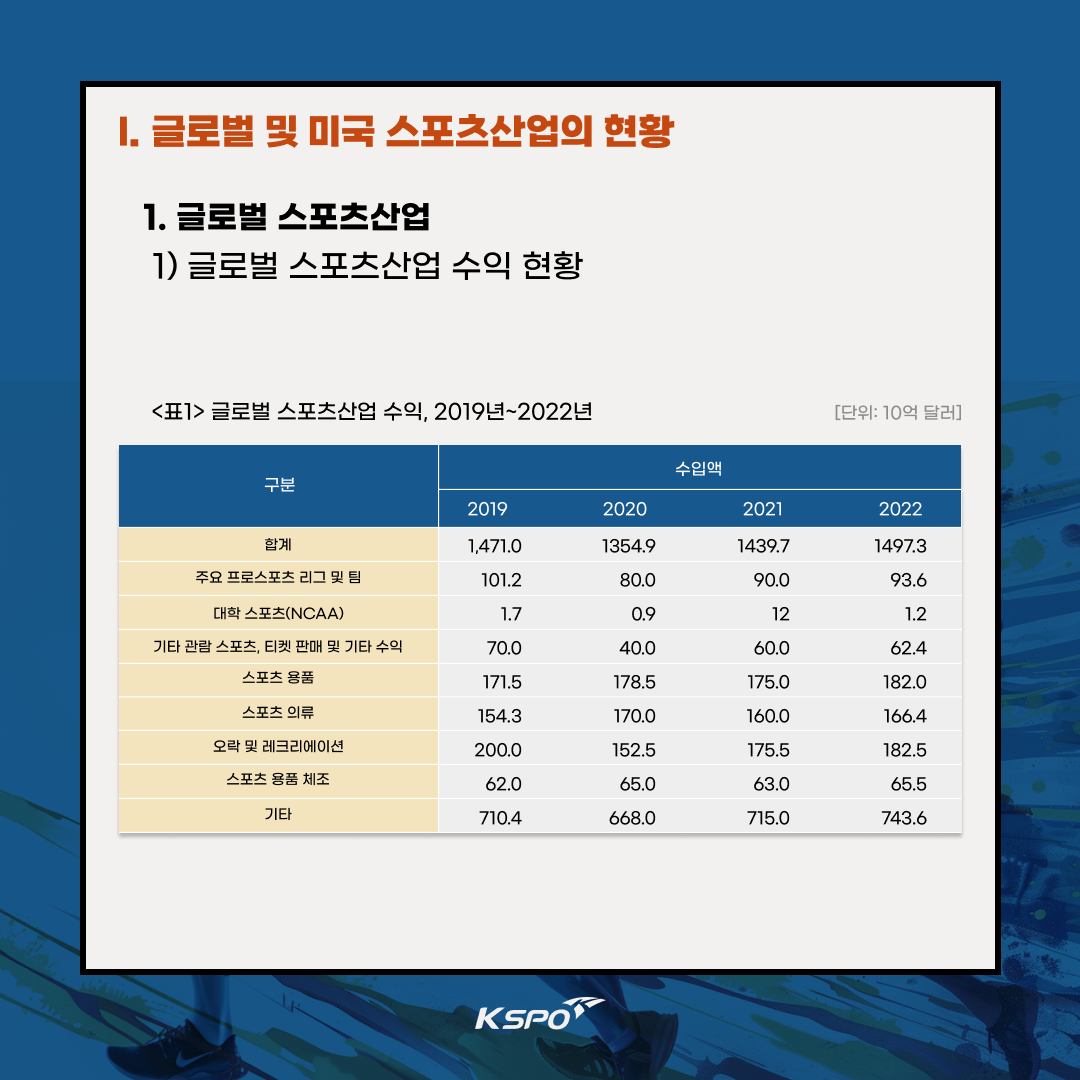 I. 글로벌 및 미국 스포츠산업의 현황
1. 글로벌 스포츠산업
1) 글로벌 스포츠산업 수익 현황
<표1> 글로벌 스포츠산업 수익, 2019년~2022년 [단위: 10억 달러]
구분 수입액
2019 2020 2021 2022
합계 1,471.0 1354.9 1439.7 1497.3
주요 프로스포츠 리그 및 팀 101.2 80.0 90.0 93.6
대학 스포츠(NCAA) 1.7 0.9 12 1.2
기타 관람 스포츠, 티켓 판매 및 기타 수익 70.0 40.0 60.0 62.4
스포츠 용품 171.5 178.5 175.0 182.0
스포츠 의류 154.3 170.0 160.0 166.4
오락 및 레크리에이션 200.0 152.5 175.5 182.5
스포츠 용품 체조 62.0 65.0 63.0 65.5
기타 710.4 668.0 715.0 743.6
KSPO